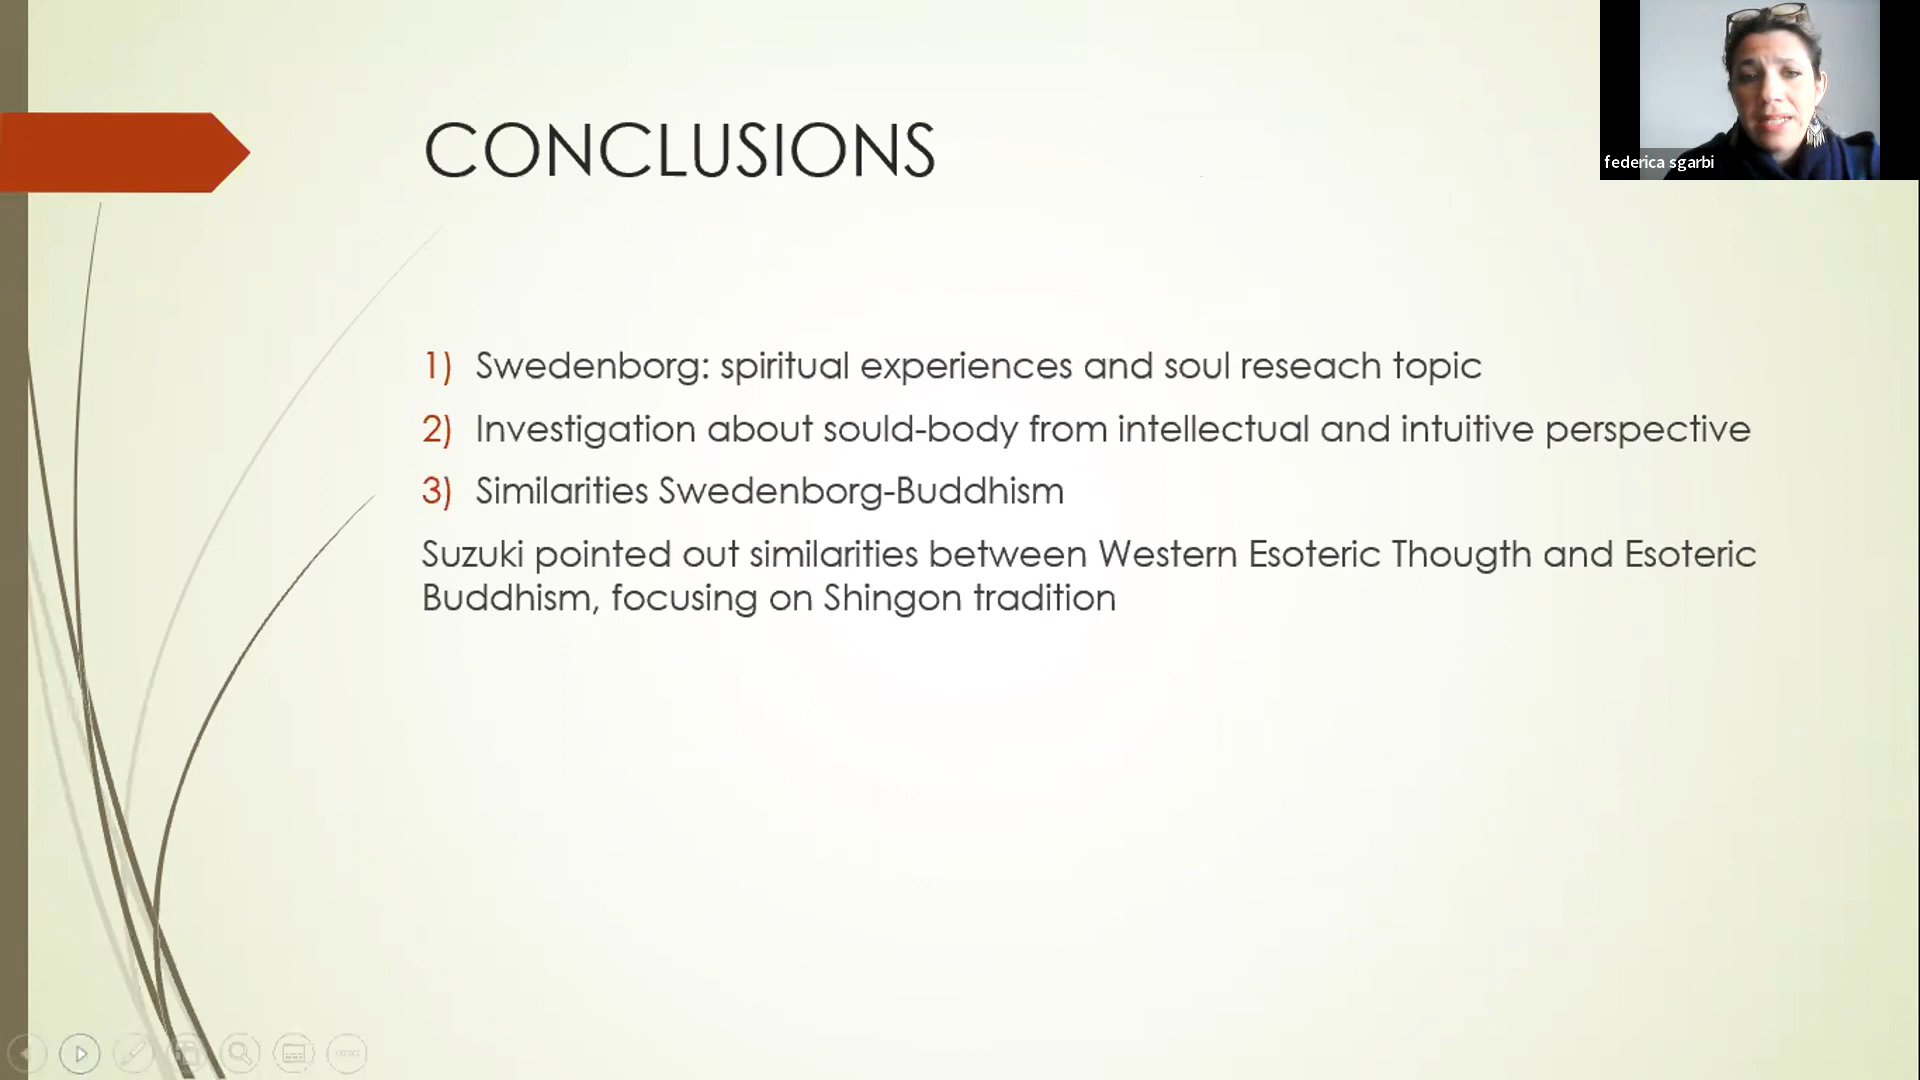 CONCLUSIONS
federica sgarbi
1) Swedenborg: spiritual experiences and soul reseach topic
2) Investigation about sould-body from intellectual and intuitive perspective
3) Similarities Swedenborg-Buddhism
Suzuki pointed out similarities between Western Esoteric Thougth and Esoteric
Buddhism, focusing on Shingon tradition